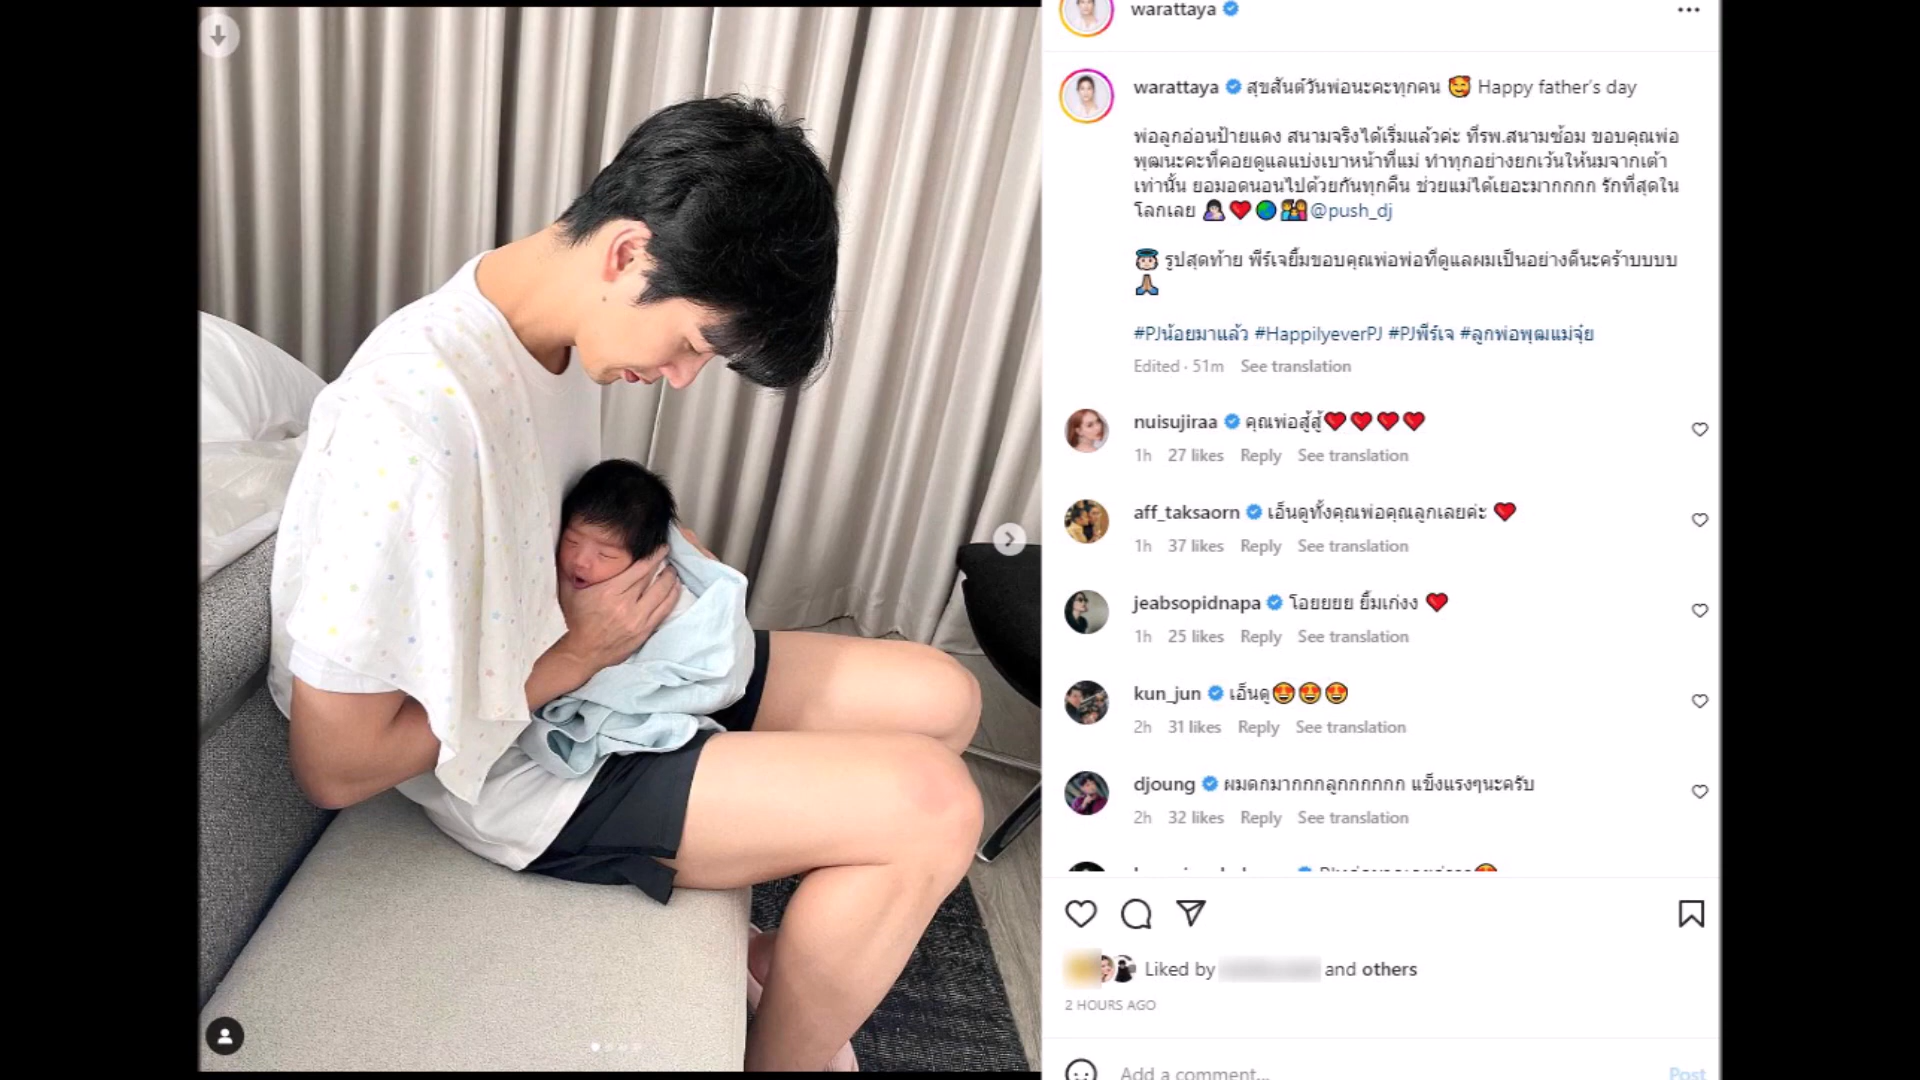 warattaya
warattaya สุขสันต์วันพ่อนะคะทุกคน 🥰 Happy father's day
พ่อลูกอ่อนป้ายแดง สนามจริงได้เริ่มแล้วค่ะ ที่รพ.สนามซ้อม ขอบคุณพ่อ
พุฒนะคะที่คอยดูแลแบ่งเบาหน้าที่แม่ ทำทุกอย่างยกเว้นให้นมจากเต้า
เท่านั้น ยอมอดนอนไปด้วยกันทุกคืน ช่วยแม่ได้เยอะมากกกก รักที่สุดใน
โลกเลย 🤱🏻❤️🌏👨‍👩‍👦@push_dj
👼🏻 รูปสุดท้าย พีร์เจยิ้มขอบคุณพ่อพ่อที่ดูแลผมเป็นอย่างดีนะคร้าบบบบ
🙏🏼
#PJน้อยมาแล้ว #HappilyeverPJ #PJพีร์เจ #ลูกพ่อพุฒแม่จุ๋ย
Edited · 51m See translation
nuisujiraa คุณพ่อสู้สู้❤️❤️❤️❤️
1h 27 likes Reply See translation
aff_taksaorn เอ็นดูทั้งคุณพ่อคุณลูกเลยค่ะ ❤️
1h 37 likes Reply See translation
jeabsopidnapa โอยยยย ยิ้มเก่งง ❤️
1h 25 likes Reply See translation
kun_jun เอ็นดู😍😍😍
2h 31 likes Reply See translation
djoung ผมดกมากกกลูกกกกกก แข็งแรงๆนะครับ
2h 32 likes Reply See translation
Liked by and others
2 HOURS AGO
Add a comment...
Post